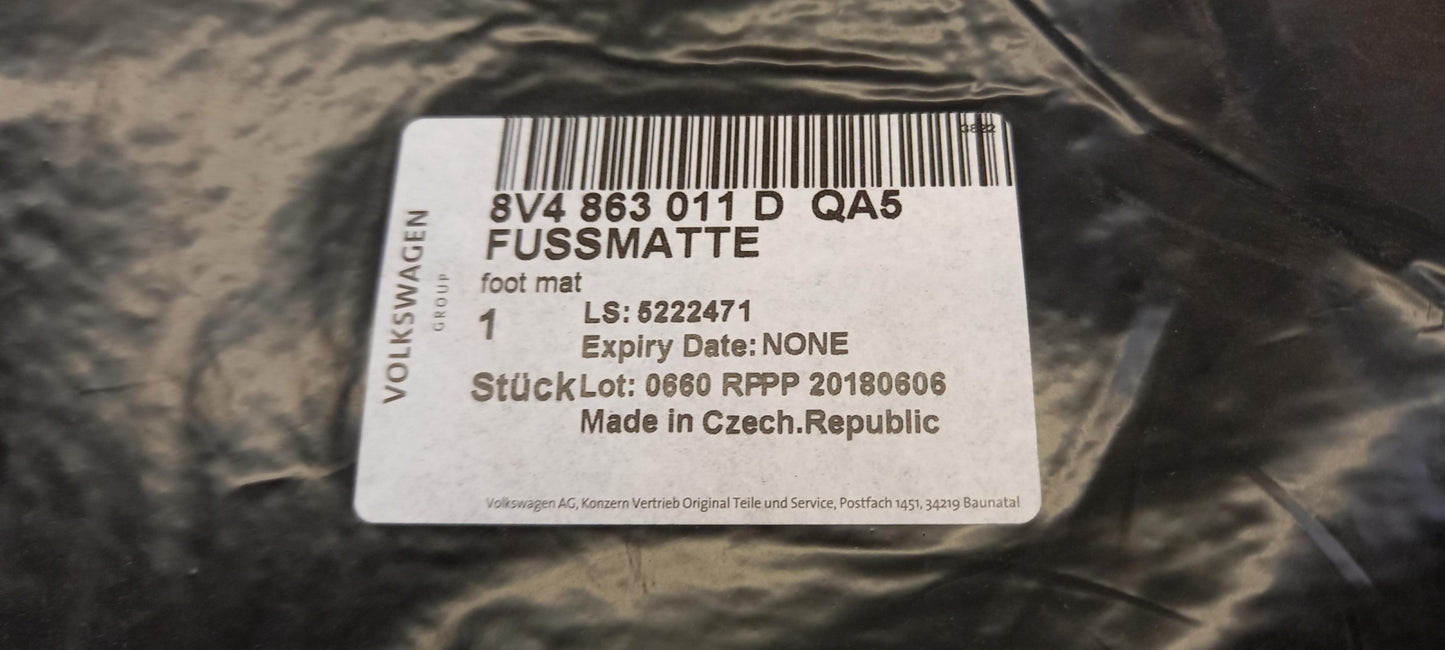 VOLKSWAGEN
GROUP
8V4 863 011 D QA5
FUSSMATTE
foot mat
1
LS: 5222471
Expiry Date: NONE
Stück Lot: 0660 RPPP 20180606
Made in Czech.Republic
Volkswagen AG, Konzern Vertrieb Original Teile und Service, Postfach 1451, 34219 Baunatal